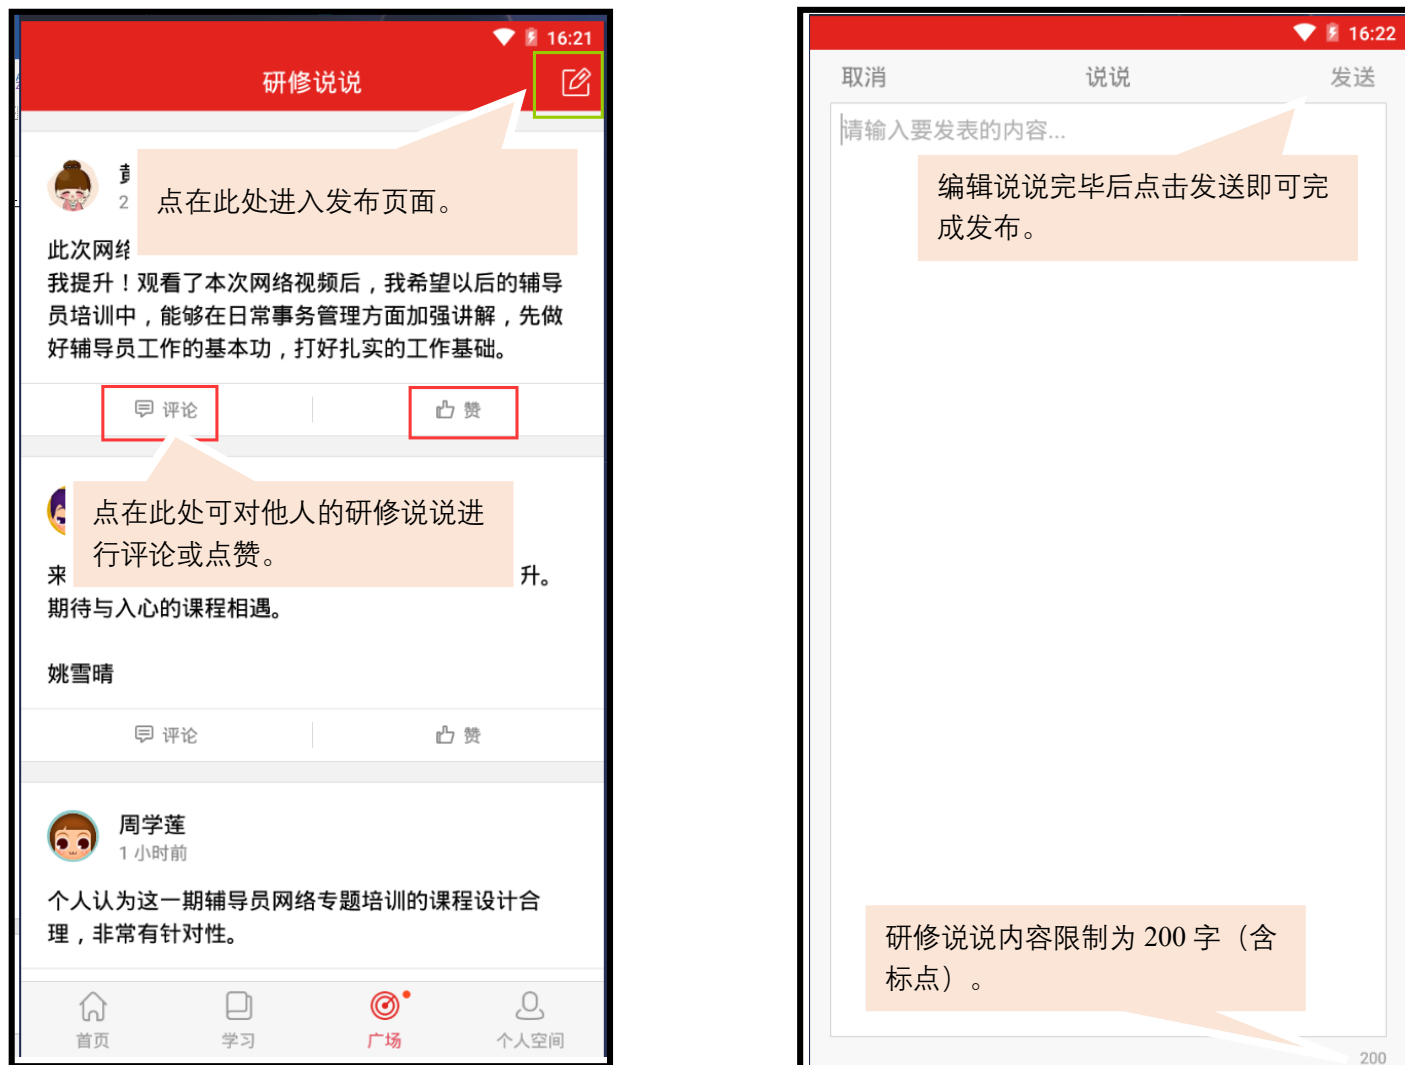 16:21
研修说说
点在此处进入发布页面。
2
此次网络
我提升！观看了本次网络视频后，我希望以后的辅导
员培训中，能够在日常事务管理方面加强讲解，先做
好辅导员工作的基本功，打好扎实的工作基础。
评论 赞
点在此处可对他人的研修说说进
行评论或点赞。
来 升。
期待与入心的课程相遇。
姚雪晴
评论 赞
周学莲
1 小时前
个人认为这一期辅导员网络专题培训的课程设计合
理，非常有针对性。
首页 学习 广场 个人空间
16:22
取消 说说 发送
请输入要发表的内容...
编辑说说完毕后点击发送即可完
成发布。
研修说说内容限制为 200 字（含
标点）。
200